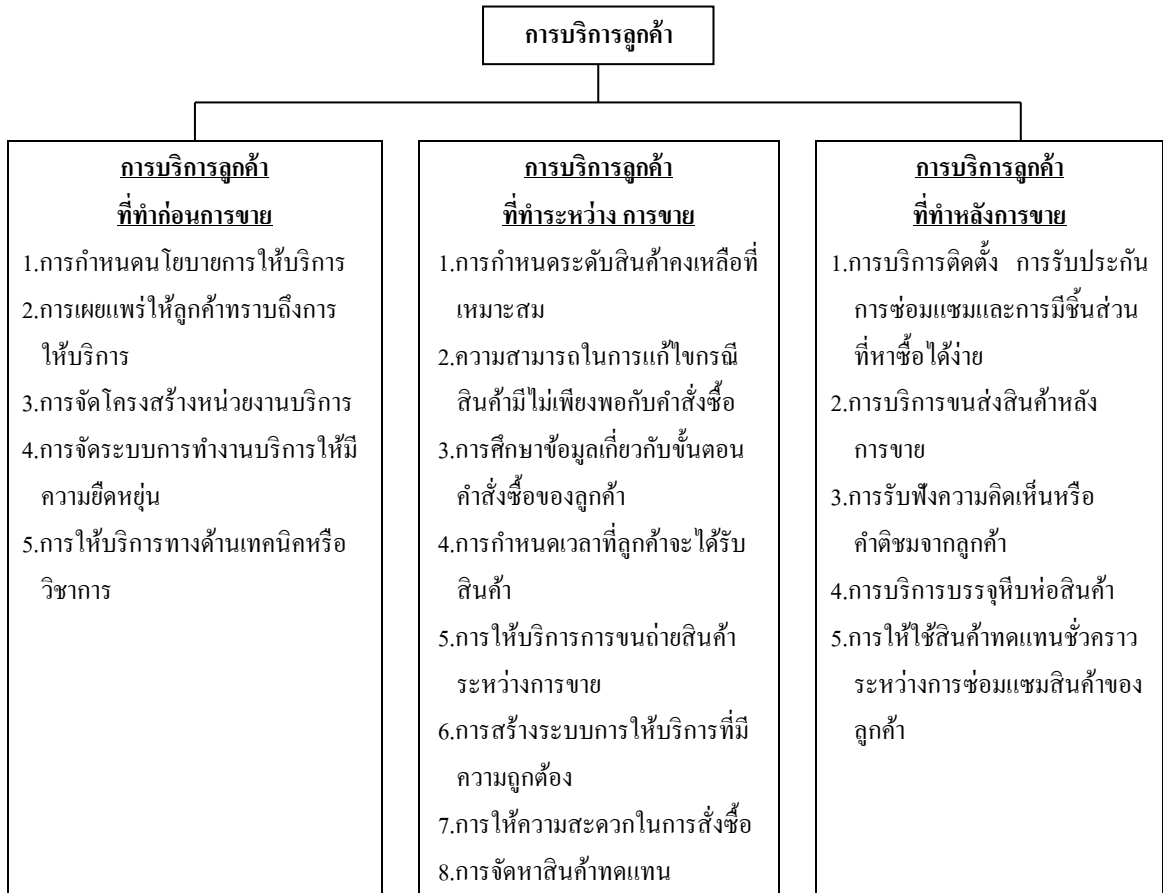 การบริการลูกค้า
การบริการลูกค้า
ที่ทำก่อนการขาย
1.การกำหนดนโยบายการให้บริการ
2.การเผยแพร่ให้ลูกค้าทราบถึงการ
ให้บริการ
3.การจัดโครงสร้างหน่วยงานบริการ
4.การจัดระบบการทำงานบริการให้มี
ความยืดหยุ่น
5.การให้บริการทางด้านเทคนิคหรือ
วิชาการ
การบริการลูกค้า
ที่ทำระหว่าง การขาย
1.การกำหนดระดับสินค้าคงเหลือที่
เหมาะสม
2.ความสามารถในการแก้ไขกรณี
สินค้ามีไม่เพียงพอกับคำสั่งซื้อ
3.การศึกษาข้อมูลเกี่ยวกับขั้นตอน
คำสั่งซื้อของลูกค้า
4.การกำหนดเวลาที่ลูกค้าจะได้รับ
สินค้า
5.การให้บริการการขนถ่ายสินค้า
ระหว่างการขาย
6.การสร้างระบบการให้บริการที่มี
ความถูกต้อง
7.การให้ความสะดวกในการสั่งซื้อ
8.การจัดหาสินค้าทดแทน
การบริการลูกค้า
ที่ทำหลังการขาย
1.การบริการติดตั้ง การรับประกัน
การซ่อมแซมและการมีชิ้นส่วน
ที่หาซื้อได้ง่าย
2.การบริการขนส่งสินค้าหลัง
การขาย
3.การรับฟังความคิดเห็นหรือ
คำติชมจากลูกค้า
4.การบริการบรรจุหีบห่อสินค้า
5.การให้ใช้สินค้าทดแทนชั่วคราว
ระหว่างการซ่อมแซมสินค้าของ
ลูกค้า